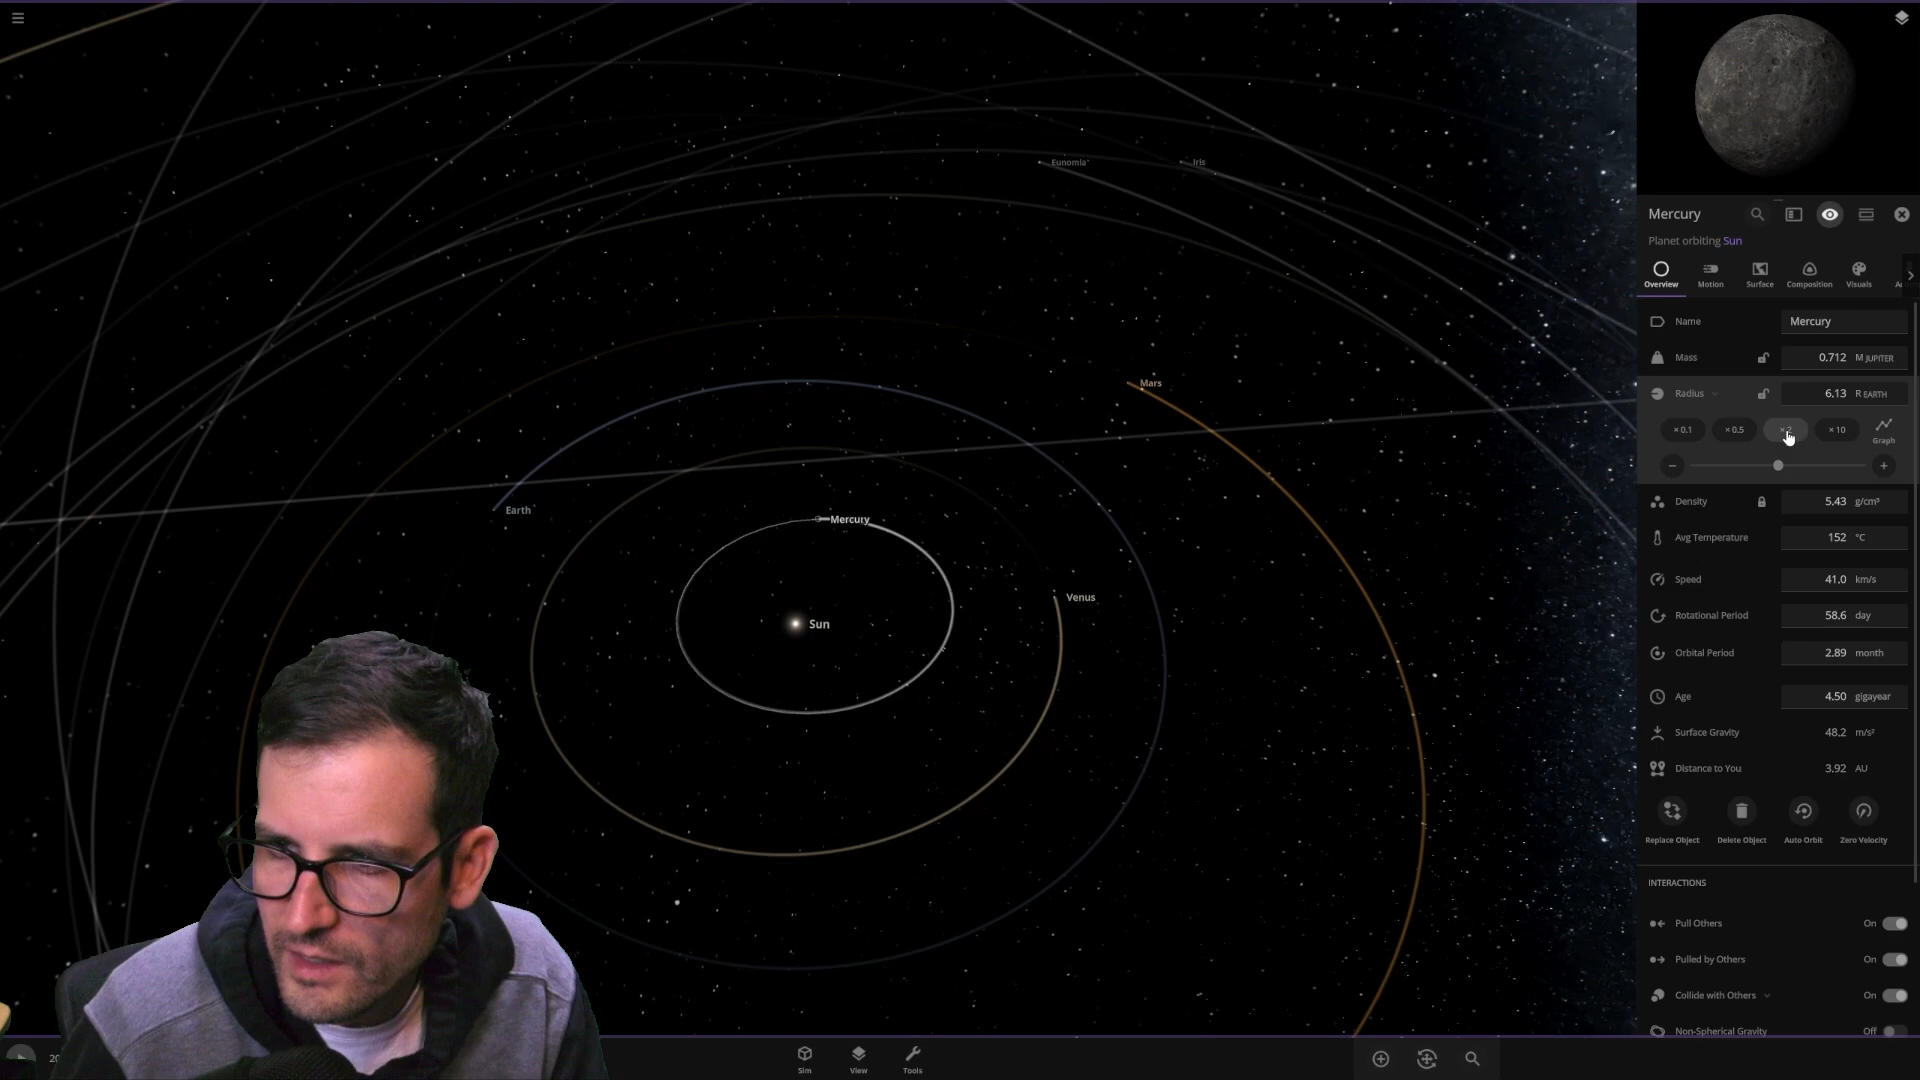 Eunomia
Iris
Mars
Earth
Mercury
Venus
Sun
20
Sim
View
Tools
Mercury
Planet orbiting Sun
Overview
Motion
Surface
Composition
Visuals
Name Mercury
Mass 0.712 M JUPITER
Radius 6.13 R EARTH
× 0.1 × 0.5 × 10 Graph
Density 5.43 g/cm³
Avg Temperature 152 °C
Speed 41.0 km/s
Rotational Period 58.6 day
Orbital Period 2.89 month
Age 4.50 gigayear
Surface Gravity 48.2 m/s²
Distance to You 3.92 AU
Replace Object Delete Object Auto Orbit Zero Velocity
INTERACTIONS
Pull Others On
Pulled by Others On
Collide with Others On
Non-Spherical Gravity Off